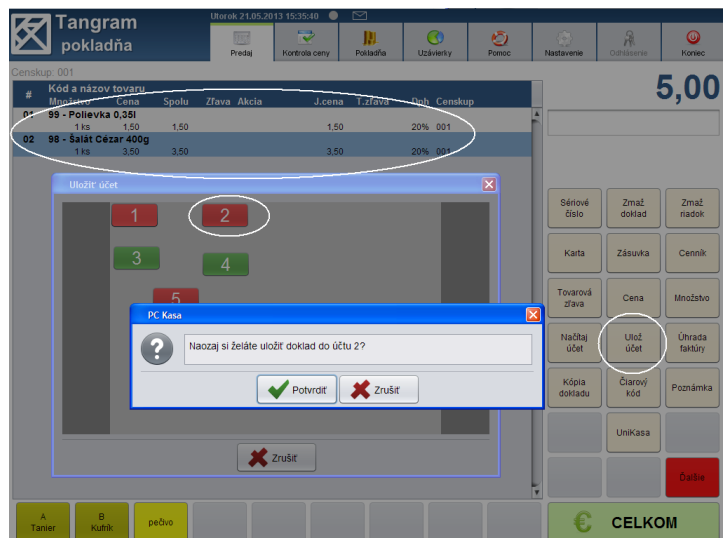 Tangram
pokladňa
Utorok 21.05.2013 15:35:40
Predaj
Kontrola ceny
Pokladňa
Uzávierky
Pomoc
Nastavenie
Odhlásenie
Koniec
Censkup: 001
5,00
# Kód a názov tovaru
Množstvo Cena Spolu Zľava Akcia J.cena T.zľava Dph Censkup
01 99 - Polievka 0,35l
1 ks 1,50 1,50 1,50 20% 001
02 98 - Šalát Cézar 400g
1 ks 3,50 3,50 3,50 20% 001
Uložiť účet
1 2
3 4
5
PC Kasa
Naozaj si želáte uložiť doklad do účtu 2?
Potvrdiť
Zrušiť
Zrušiť
Sériové
číslo
Zmaž
doklad
Zmaž
riadok
Karta
Zásuvka
Cenník
Tovarová
zľava
Cena
Množstvo
Načítaj
účet
Ulož
účet
Úhrada
faktúry
Kópia
dokladu
Čiarový
kód
Poznámka
UniKasa
Ďalšie
A
Tanier
B
Kufrík
pečivo
€ CELKOM